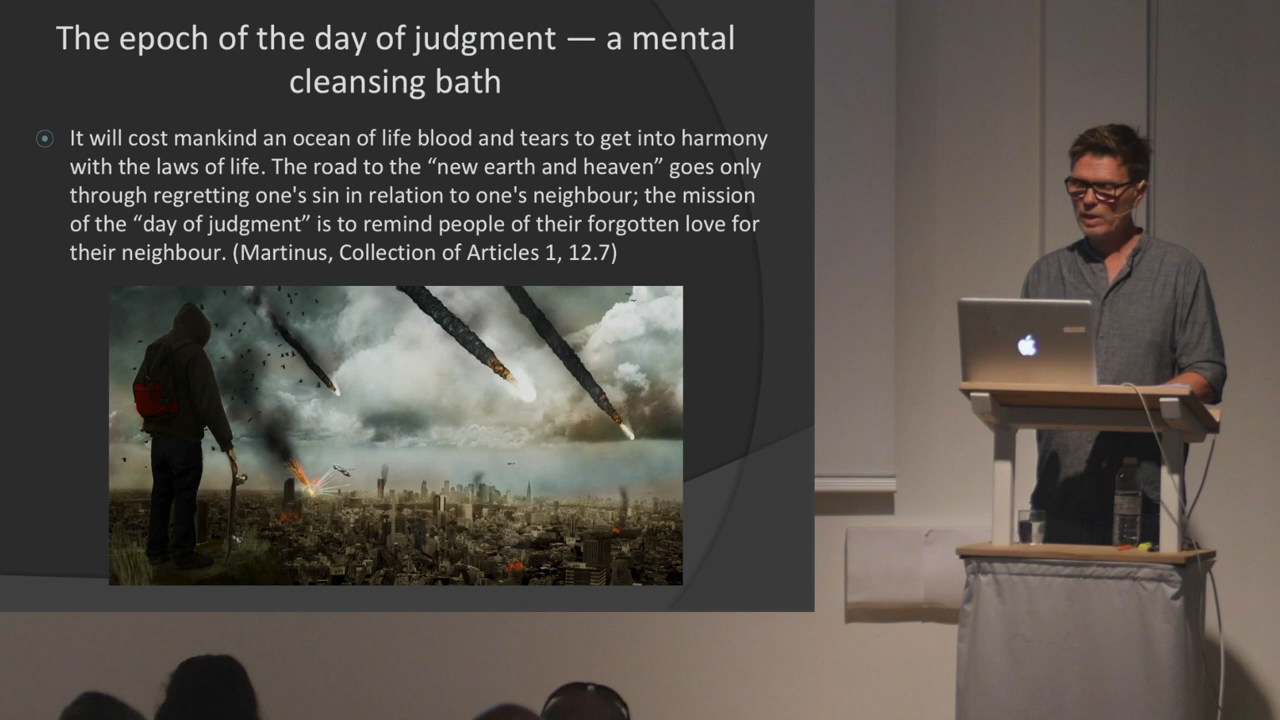 The epoch of the day of judgment — a mental
cleansing bath
It will cost mankind an ocean of life blood and tears to get into harmony
with the laws of life. The road to the “new earth and heaven” goes only
through regretting one's sin in relation to one's neighbour; the mission
of the “day of judgment” is to remind people of their forgotten love for
their neighbour. (Martinus, Collection of Articles 1, 12.7)